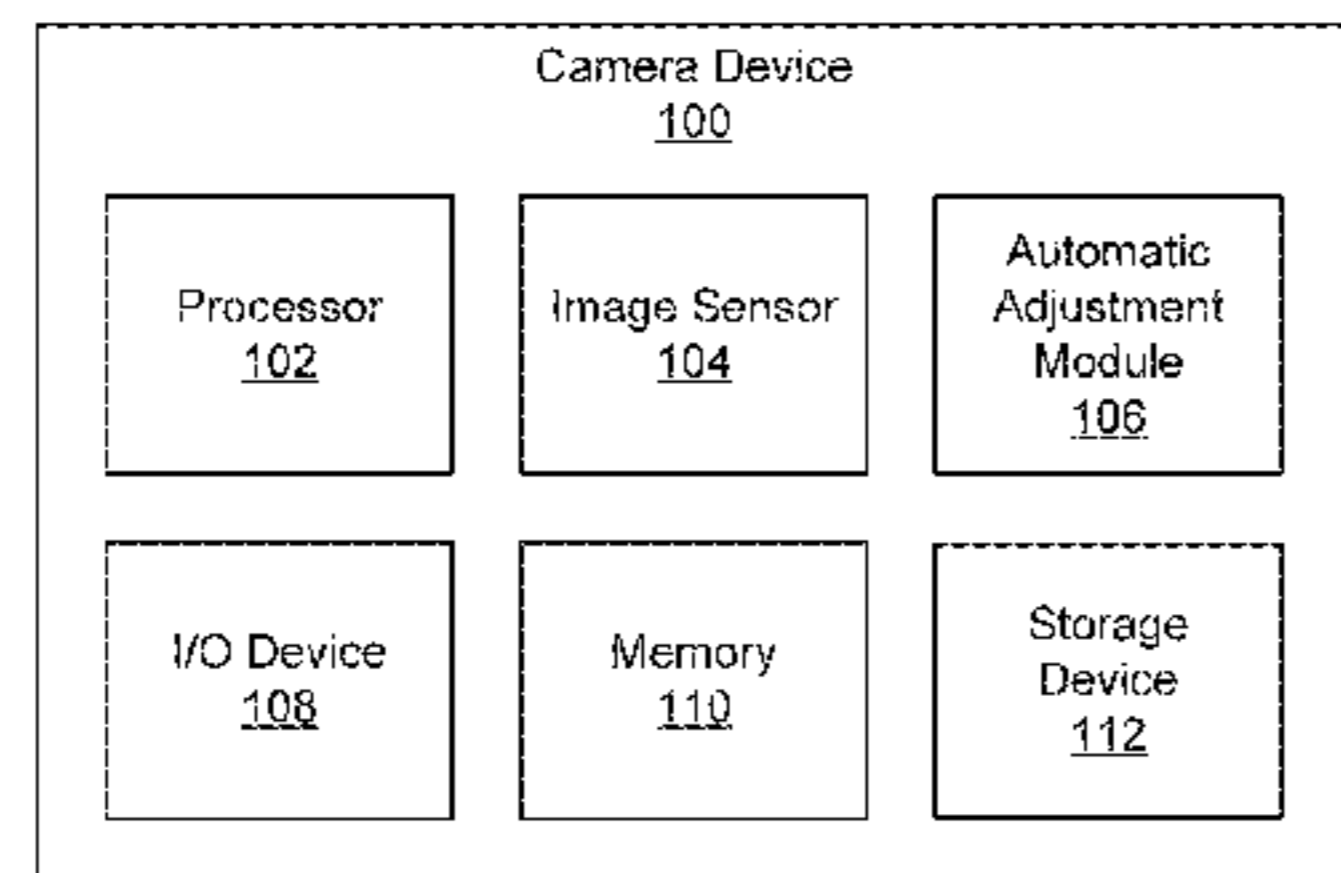 Camera Device
100
Processor
102
Image Sensor
104
Automatic
Adjustment
Module
106
I/O Device
108
Memory
110
Storage
Device
112